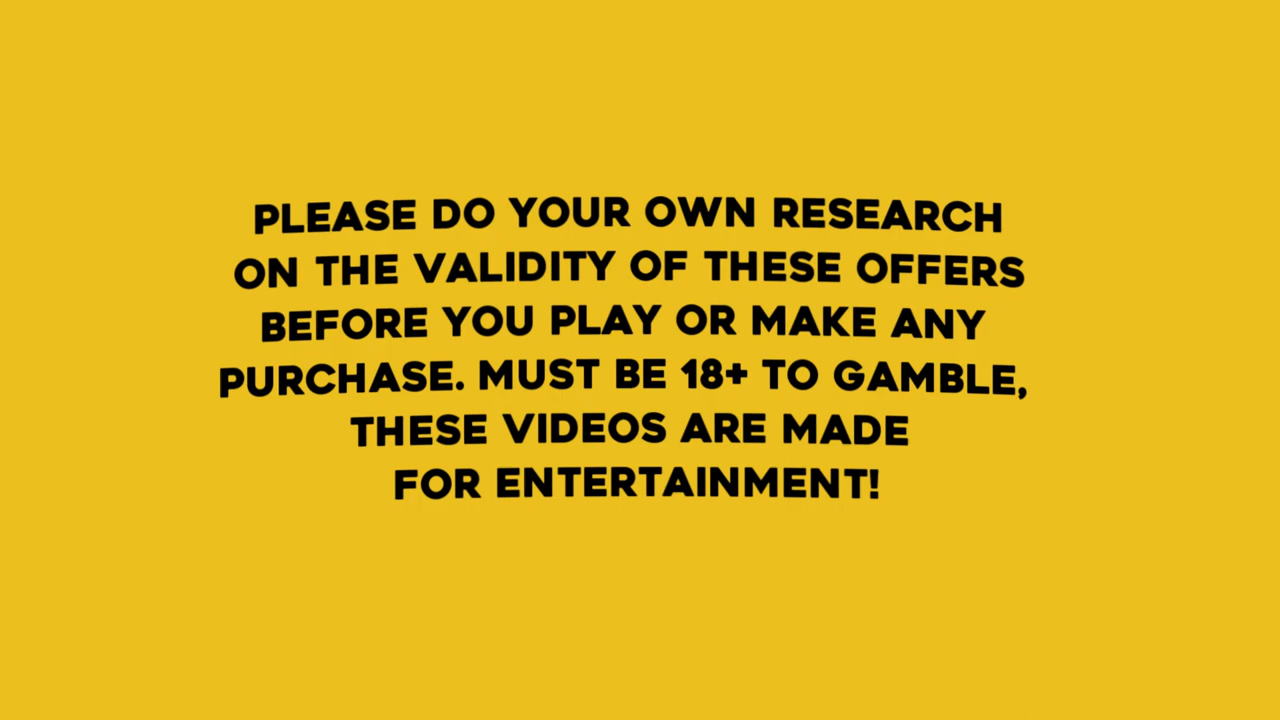 PLEASE DO YOUR OWN RESEARCH
ON THE VALIDITY OF THESE OFFERS
BEFORE YOU PLAY OR MAKE ANY
PURCHASE. MUST BE 18+ TO GAMBLE,
THESE VIDEOS ARE MADE
FOR ENTERTAINMENT!